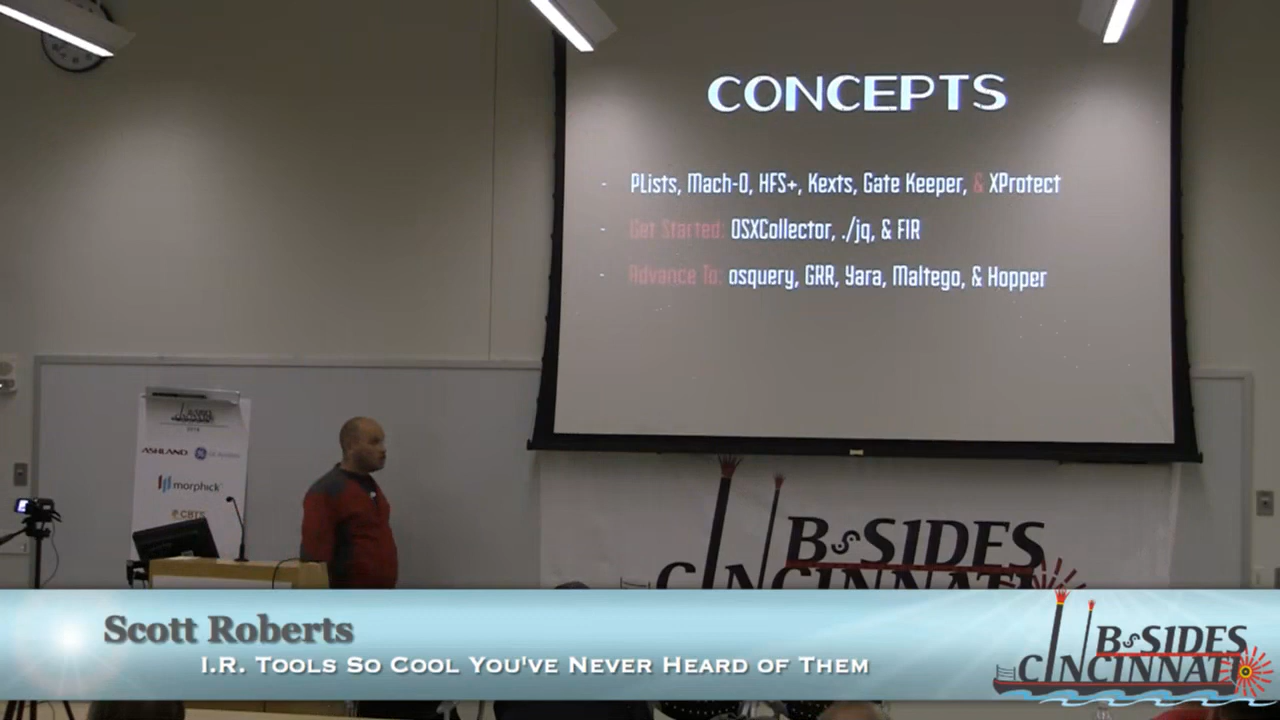 CONCEPTS
- PLists, Mach-O, HFS+, Kexts, Gate Keeper, & XProtect
- Get Started: OSXCollector, ./jq, & FIR
- Advance To: osquery, GRR, Yara, Maltego, & Hopper
ASHLAND
morphick
CBTS
B-SIDES
CINCINNATI
Scott Roberts
I.R. Tools So Cool You've Never Heard of Them
B-SIDES
CINCINNATI